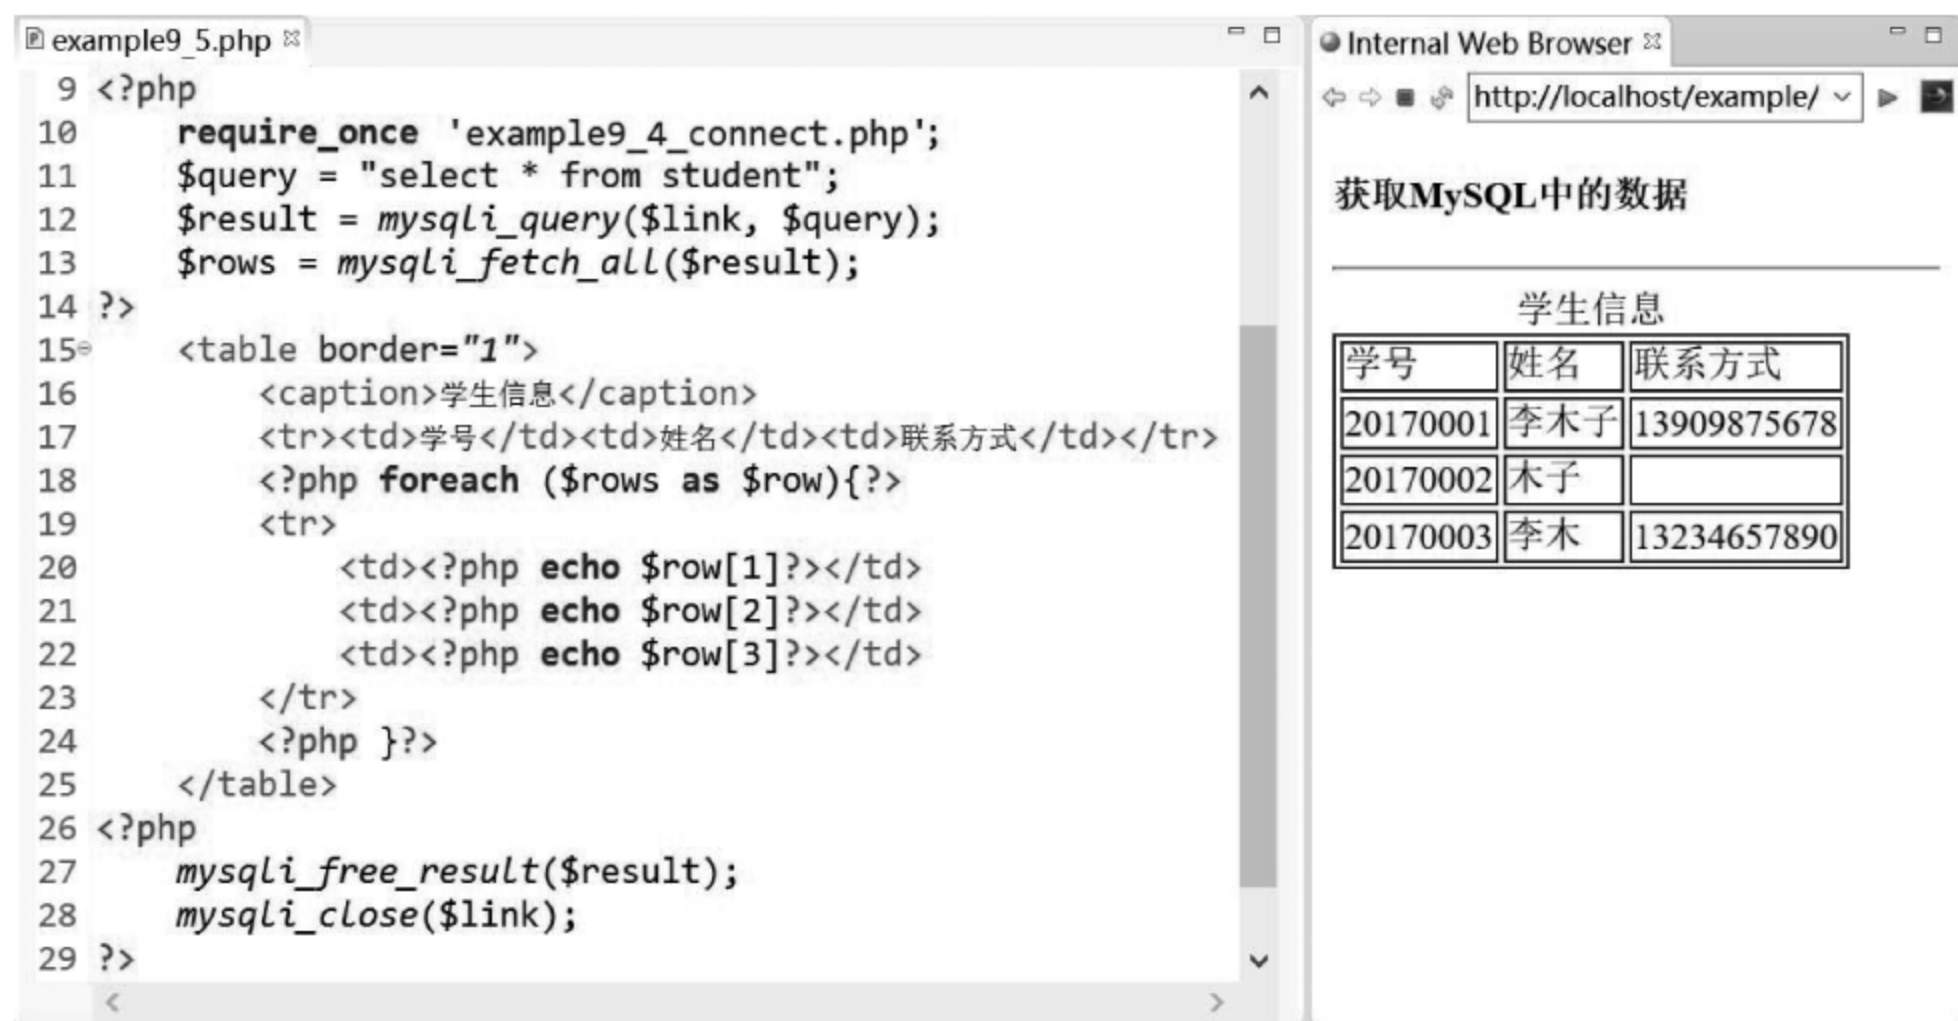 example9_5.php
9 <?php
10 require_once 'example9_4_connect.php';
11 $query = "select * from student";
12 $result = mysqli_query($link, $query);
13 $rows = mysqli_fetch_all($result);
14 ?>
15 <table border="1">
16 <caption>学生信息</caption>
17 <tr><td>学号</td><td>姓名</td><td>联系方式</td></tr>
18 <?php foreach ($rows as $row){?>
19 <tr>
20 <td><?php echo $row[1]?></td>
21 <td><?php echo $row[2]?></td>
22 <td><?php echo $row[3]?></td>
23 </tr>
24 <?php }?>
25 </table>
26 <?php
27 mysqli_free_result($result);
28 mysqli_close($link);
29 ?>
Internal Web Browser
http://localhost/example/
获取MySQL中的数据
学生信息
学号 姓名 联系方式
20170001 李木子 13909875678
20170002 木子
20170003 李木 13234657890